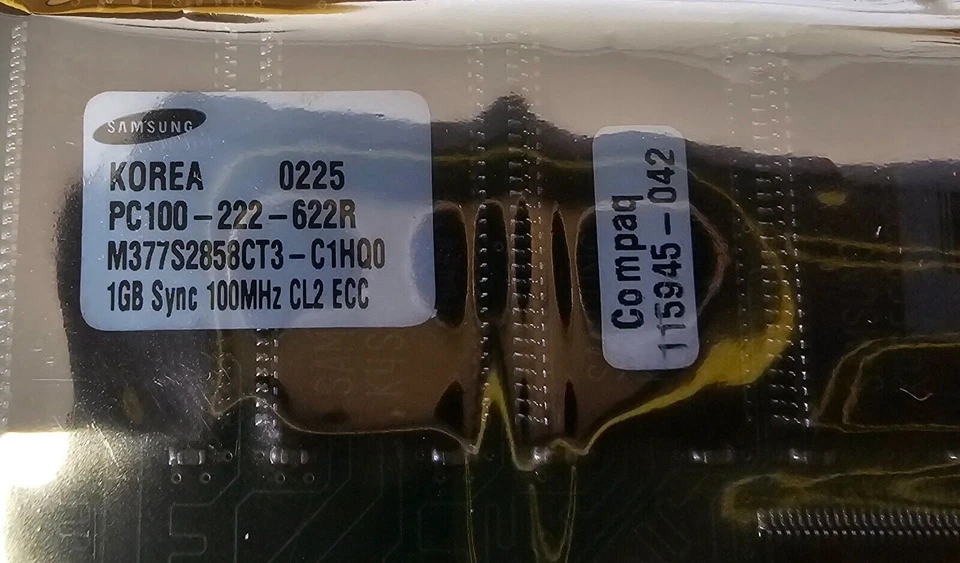 SAMSUNG
KOREA 0225
PC100-222-622R
M377S2858CT3-C1HQ0
1GB Sync 100MHz CL2 ECC
Compaq
115945-042